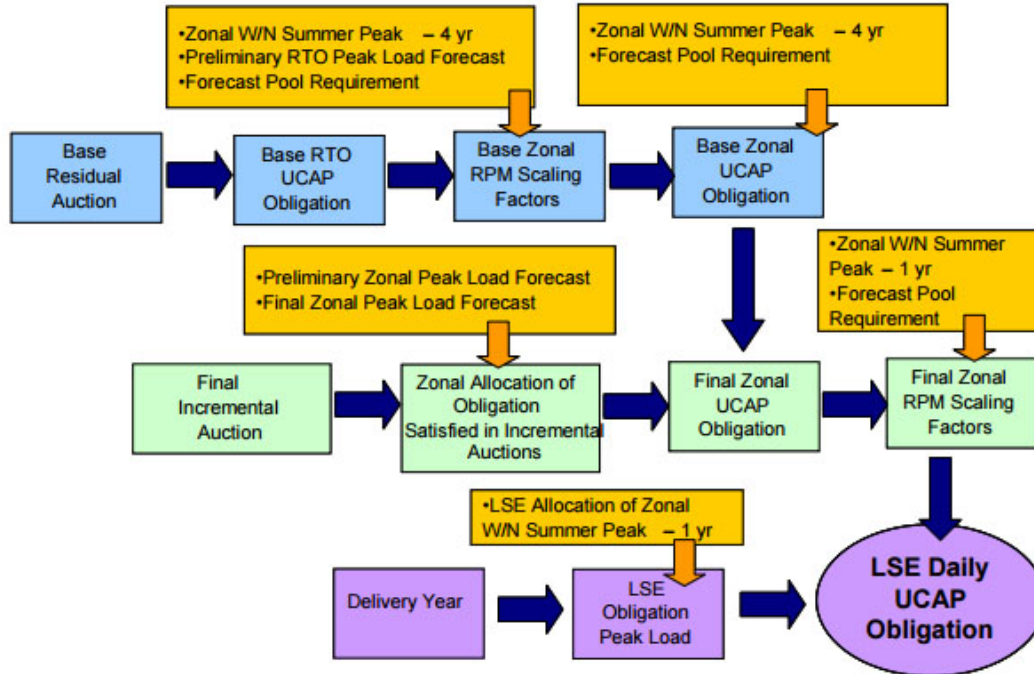 •Zonal W/N Summer Peak – 4 yr
•Preliminary RTO Peak Load Forecast
•Forecast Pool Requirement
•Zonal W/N Summer Peak – 4 yr
•Forecast Pool Requirement
Base
Residual
Auction
Base RTO
UCAP
Obligation
Base Zonal
RPM Scaling
Factors
Base Zonal
UCAP
Obligation
•Preliminary Zonal Peak Load Forecast
•Final Zonal Peak Load Forecast
•Zonal W/N Summer
Peak – 1 yr
•Forecast Pool
Requirement
Final
Incremental
Auction
Zonal Allocation of
Obligation
Satisfied in Incremental
Auctions
Final Zonal
UCAP
Obligation
Final Zonal
RPM Scaling
Factors
•LSE Allocation of Zonal
W/N Summer Peak – 1 yr
Delivery Year
LSE
Obligation
Peak Load
LSE Daily
UCAP
Obligation